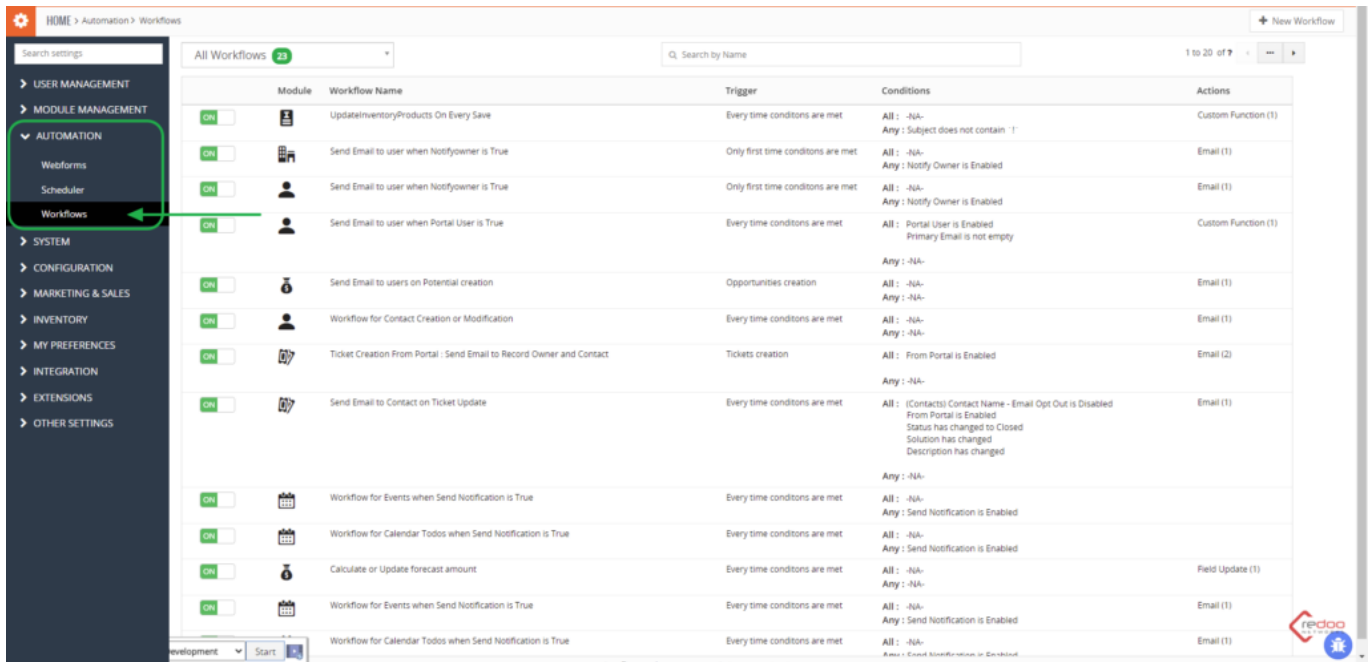 HOME > Automation > Workflows
+ New Workflow
Search settings
All Workflows 23
Search by Name
1 to 20 of ?
USER MANAGEMENT
MODULE MANAGEMENT
AUTOMATION
Webforms
Scheduler
Workflows
SYSTEM
CONFIGURATION
MARKETING & SALES
INVENTORY
MY PREFERENCES
INTEGRATION
EXTENSIONS
OTHER SETTINGS
Module Workflow Name Trigger Conditions Actions
ON UpdateInventoryProducts On Every Save Every time conditons are met All : -NA- Custom Function (1)
Any : Subject does not contain `!`
ON Send Email to user when Notifyowner is True Only first time conditons are met All : -NA- Email (1)
Any : Notify Owner is Enabled
ON Send Email to user when Notifyowner is True Only first time conditons are met All : -NA- Email (1)
Any : Notify Owner is Enabled
ON Send Email to user when Portal User is True Every time conditons are met All : Portal User is Enabled Custom Function (1)
Primary Email is not empty
Any : -NA-
ON Send Email to users on Potential creation Opportunities creation All : -NA- Email (1)
Any : -NA-
ON Workflow for Contact Creation or Modification Every time conditons are met All : -NA- Email (1)
Any : -NA-
ON Ticket Creation From Portal : Send Email to Record Owner and Contact Tickets creation All : From Portal is Enabled Email (2)
Any : -NA-
ON Send Email to Contact on Ticket Update Every time conditons are met All : (Contacts) Contact Name - Email Opt Out is Disabled Email (1)
From Portal is Enabled
Status has changed to Closed
Solution has changed
Description has changed
Any : -NA-
ON Workflow for Events when Send Notification is True Every time conditons are met All : -NA- Email (1)
Any : Send Notification is Enabled
ON Workflow for Calendar Todos when Send Notification is True Every time conditons are met All : -NA- Email (1)
Any : Send Notification is Enabled
ON Calculate or Update forecast amount Every time conditons are met All : -NA- Field Update (1)
Any : -NA-
ON Workflow for Events when Send Notification is True Every time conditons are met All : -NA- Email (1)
Any : Send Notification is Enabled
Workflow for Calendar Todos when Send Notification is True Every time conditons are met All : -NA- Email (1)
Any : Send Notification is Enabled
evelopment Start
redoo
NETWORKS